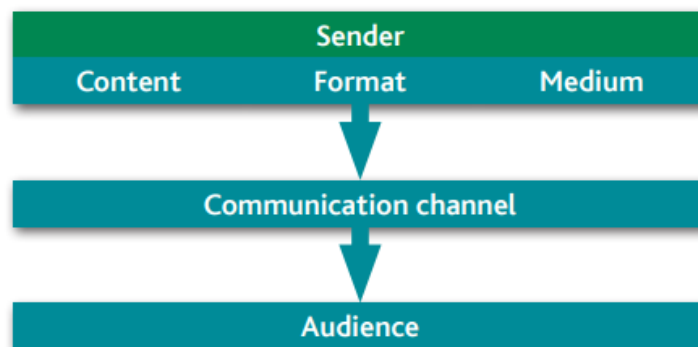 Sender
Content Format Medium
Communication channel
Audience